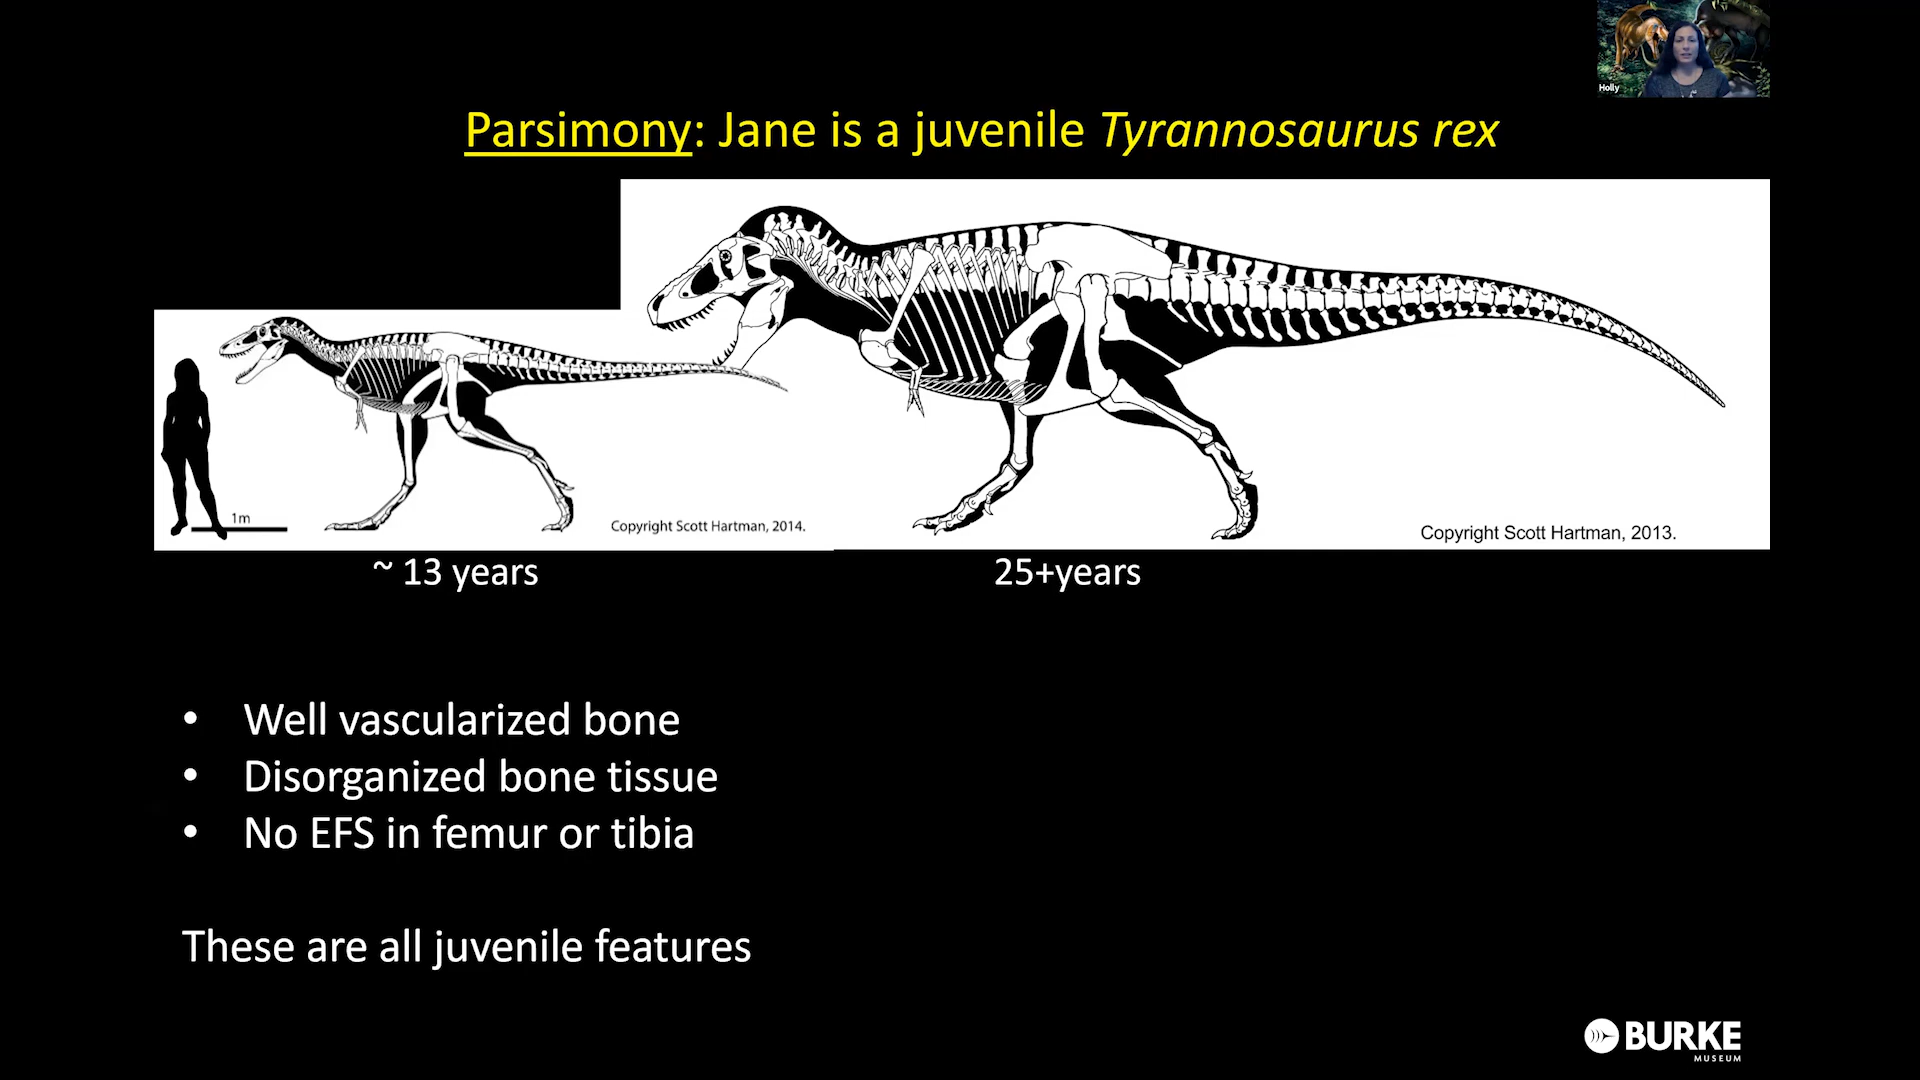 Holly
Parsimony: Jane is a juvenile Tyrannosaurus rex
1m
Copyright Scott Hartman, 2014.
Copyright Scott Hartman, 2013.
~ 13 years
25+years
• Well vascularized bone
• Disorganized bone tissue
• No EFS in femur or tibia
These are all juvenile features
BURKE
MUSEUM